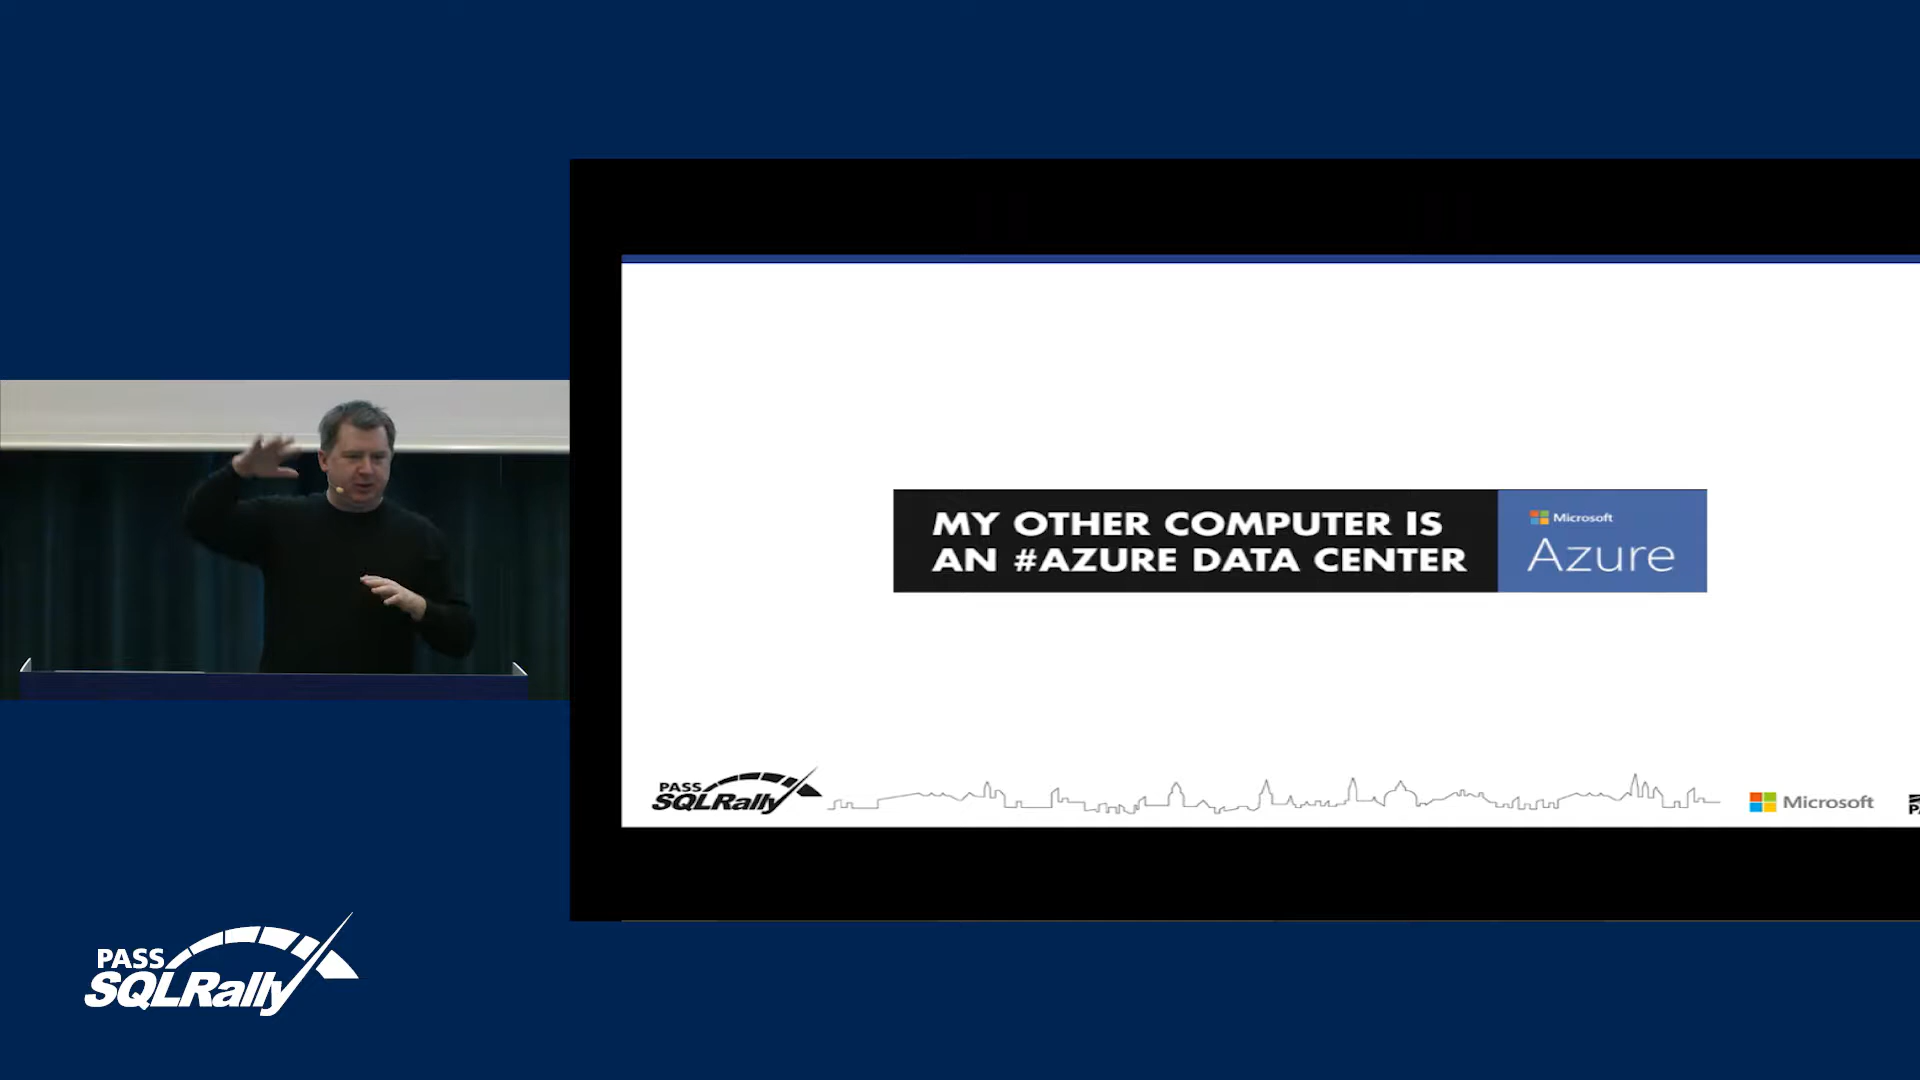 MY OTHER COMPUTER IS
AN #AZURE DATA CENTER
Microsoft
Azure
PASS
SQLRally
Microsoft
PASS
SQLRally